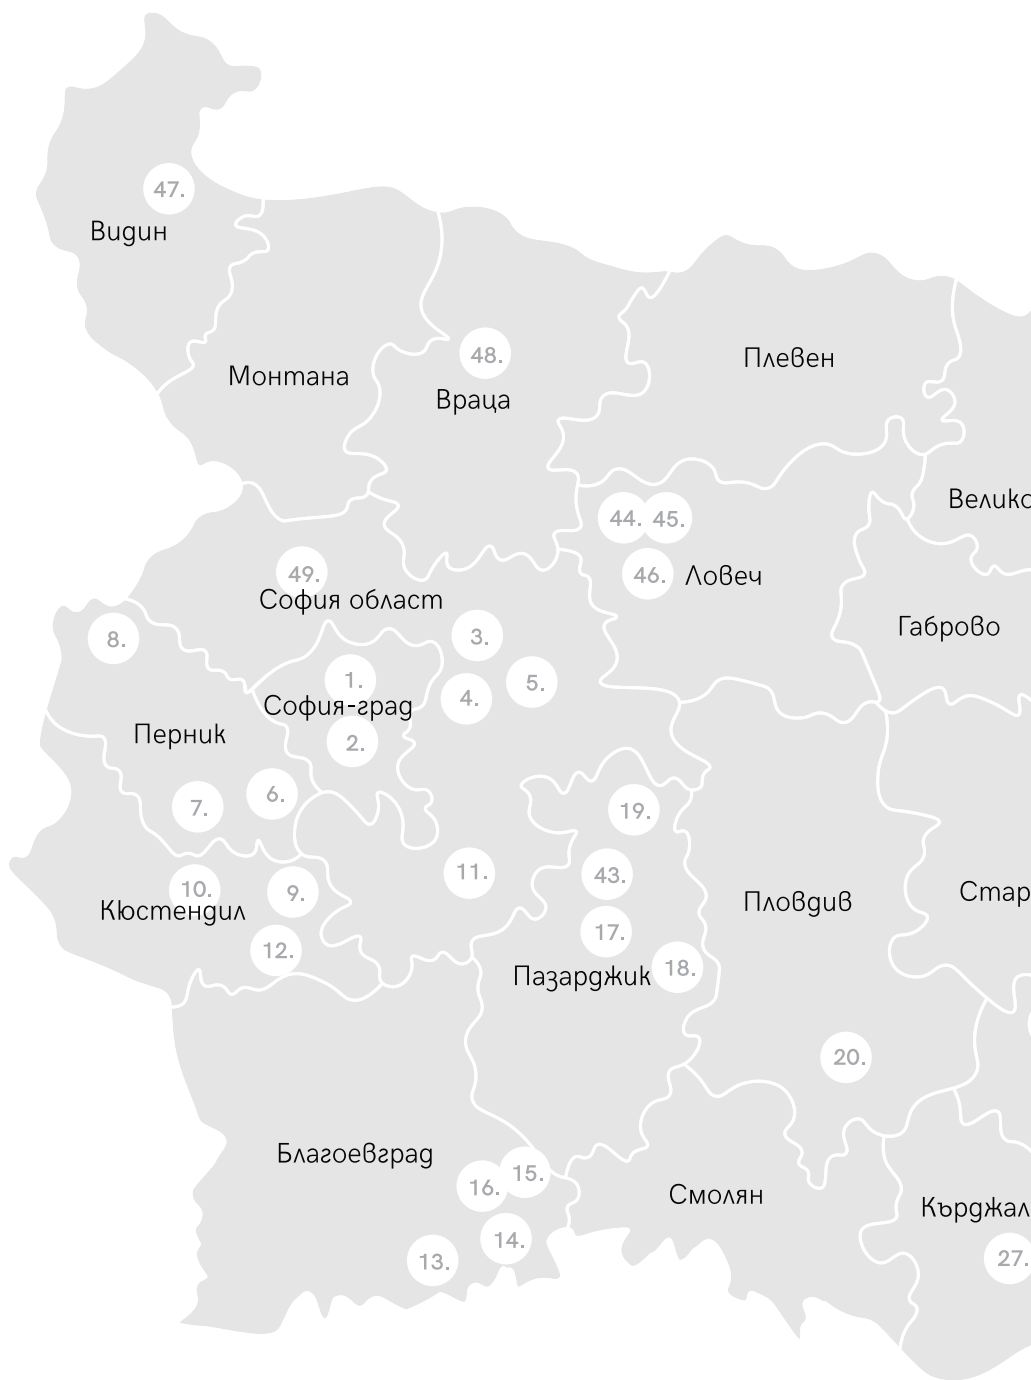 47.
Видин
48.
Плевен
Монтана
Враца
Велико
44.
45.
49.
46.
Ловеч
София област
Габрово
8.
3.
1.
5.
4.
София-град
Перник
2.
6.
7.
19.
11.
43.
10.
9.
Пловдив
Стар
Кюстендил
17.
12.
18.
Пазарджик
20.
Благоевград
15.
16.
Смолян
Кърджал
14.
13.
27.